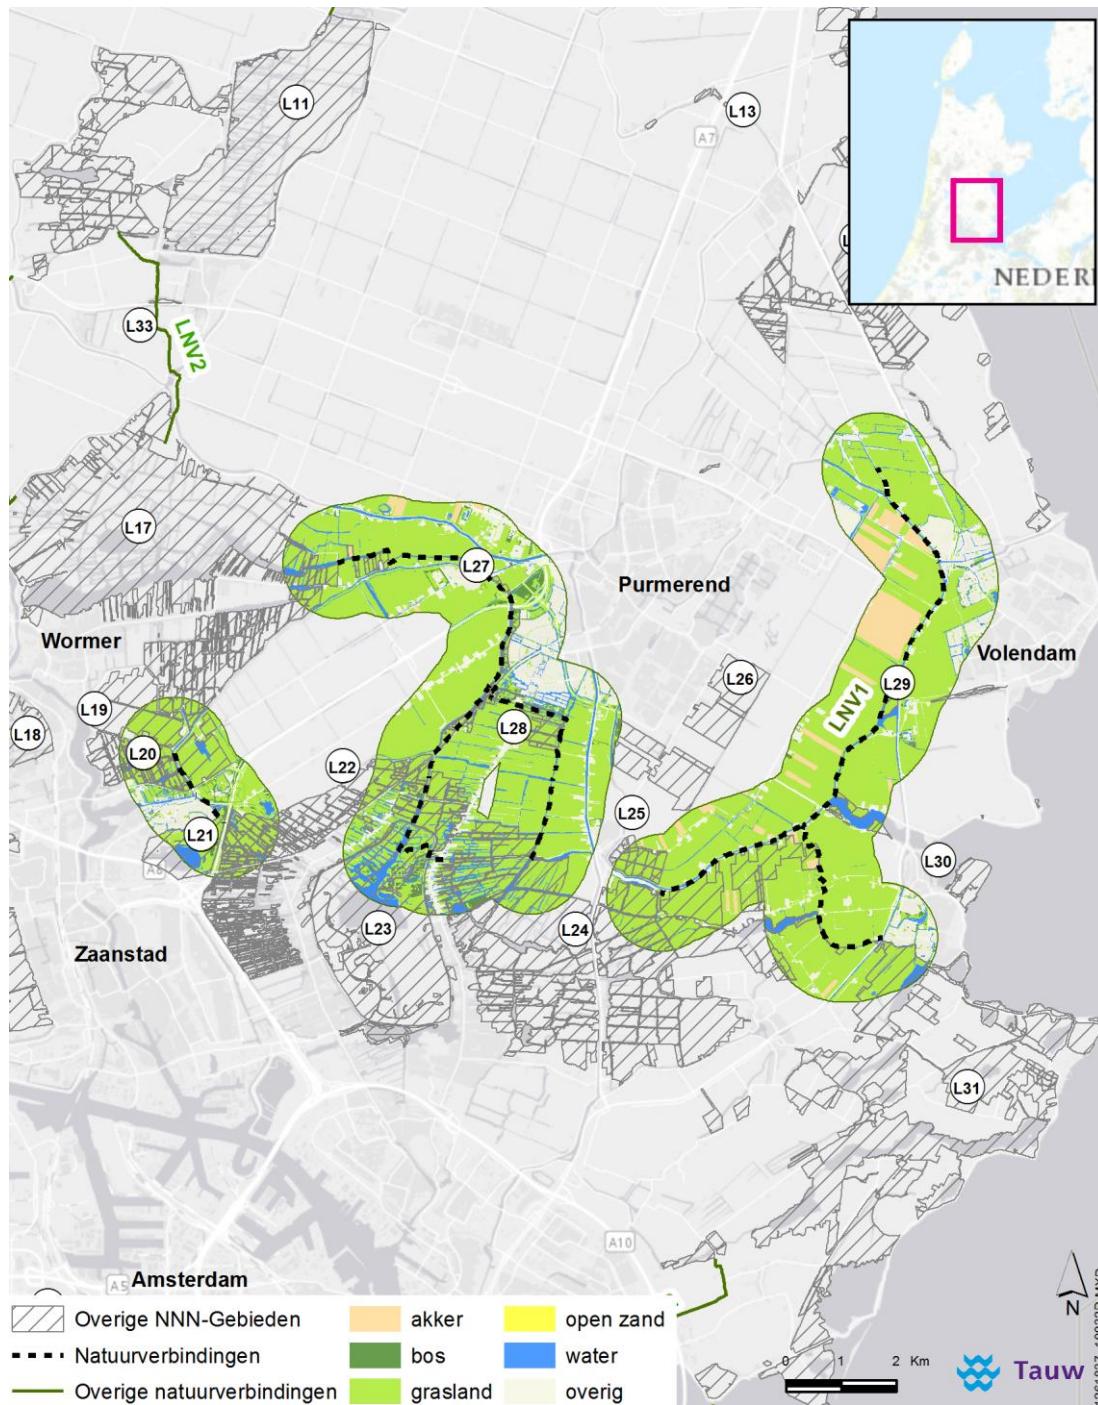 L11
L13
A7
NEDERI
L33
LNV2
L17
L27
Purmerend
Wormer
Volendam
L26
L29
LNV1
L19
L18
L28
L20
L22
L25
L21
A8
L30
L23
L24
Zaanstad
L31
A10
Amsterdam
A5
Overige NNN-Gebieden
akker
open zand
Natuurverbindingen
bos
water
Overige natuurverbindingen
grasland
overig
N
0 1 2 Km
Tauw